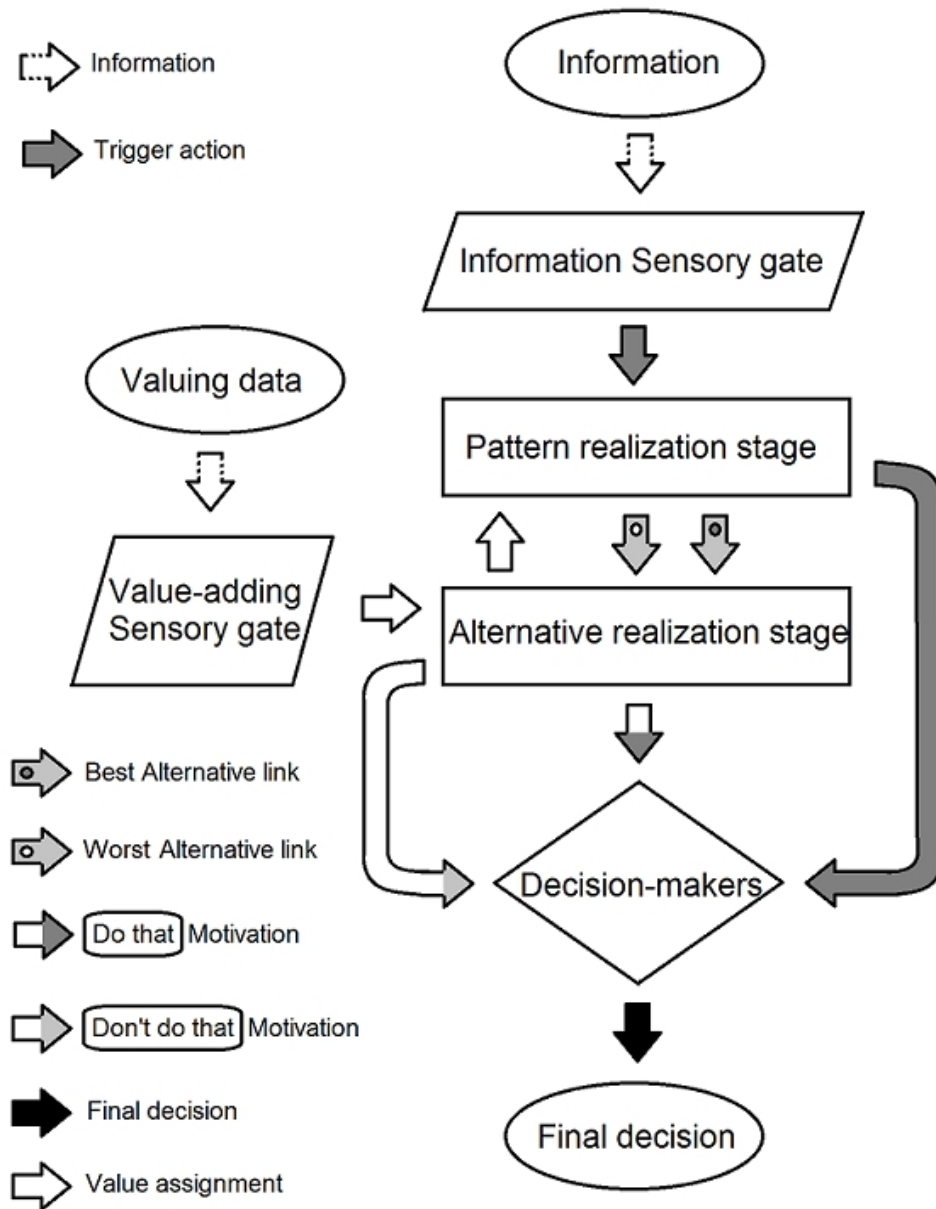 Information
Trigger action
Information
Information Sensory gate
Valuing data
Pattern realization stage
Value-adding
Sensory gate
Alternative realization stage
Best Alternative link
Worst Alternative link
Do that Motivation
Don't do that Motivation
Final decision
Value assignment
Decision-makers
Final decision